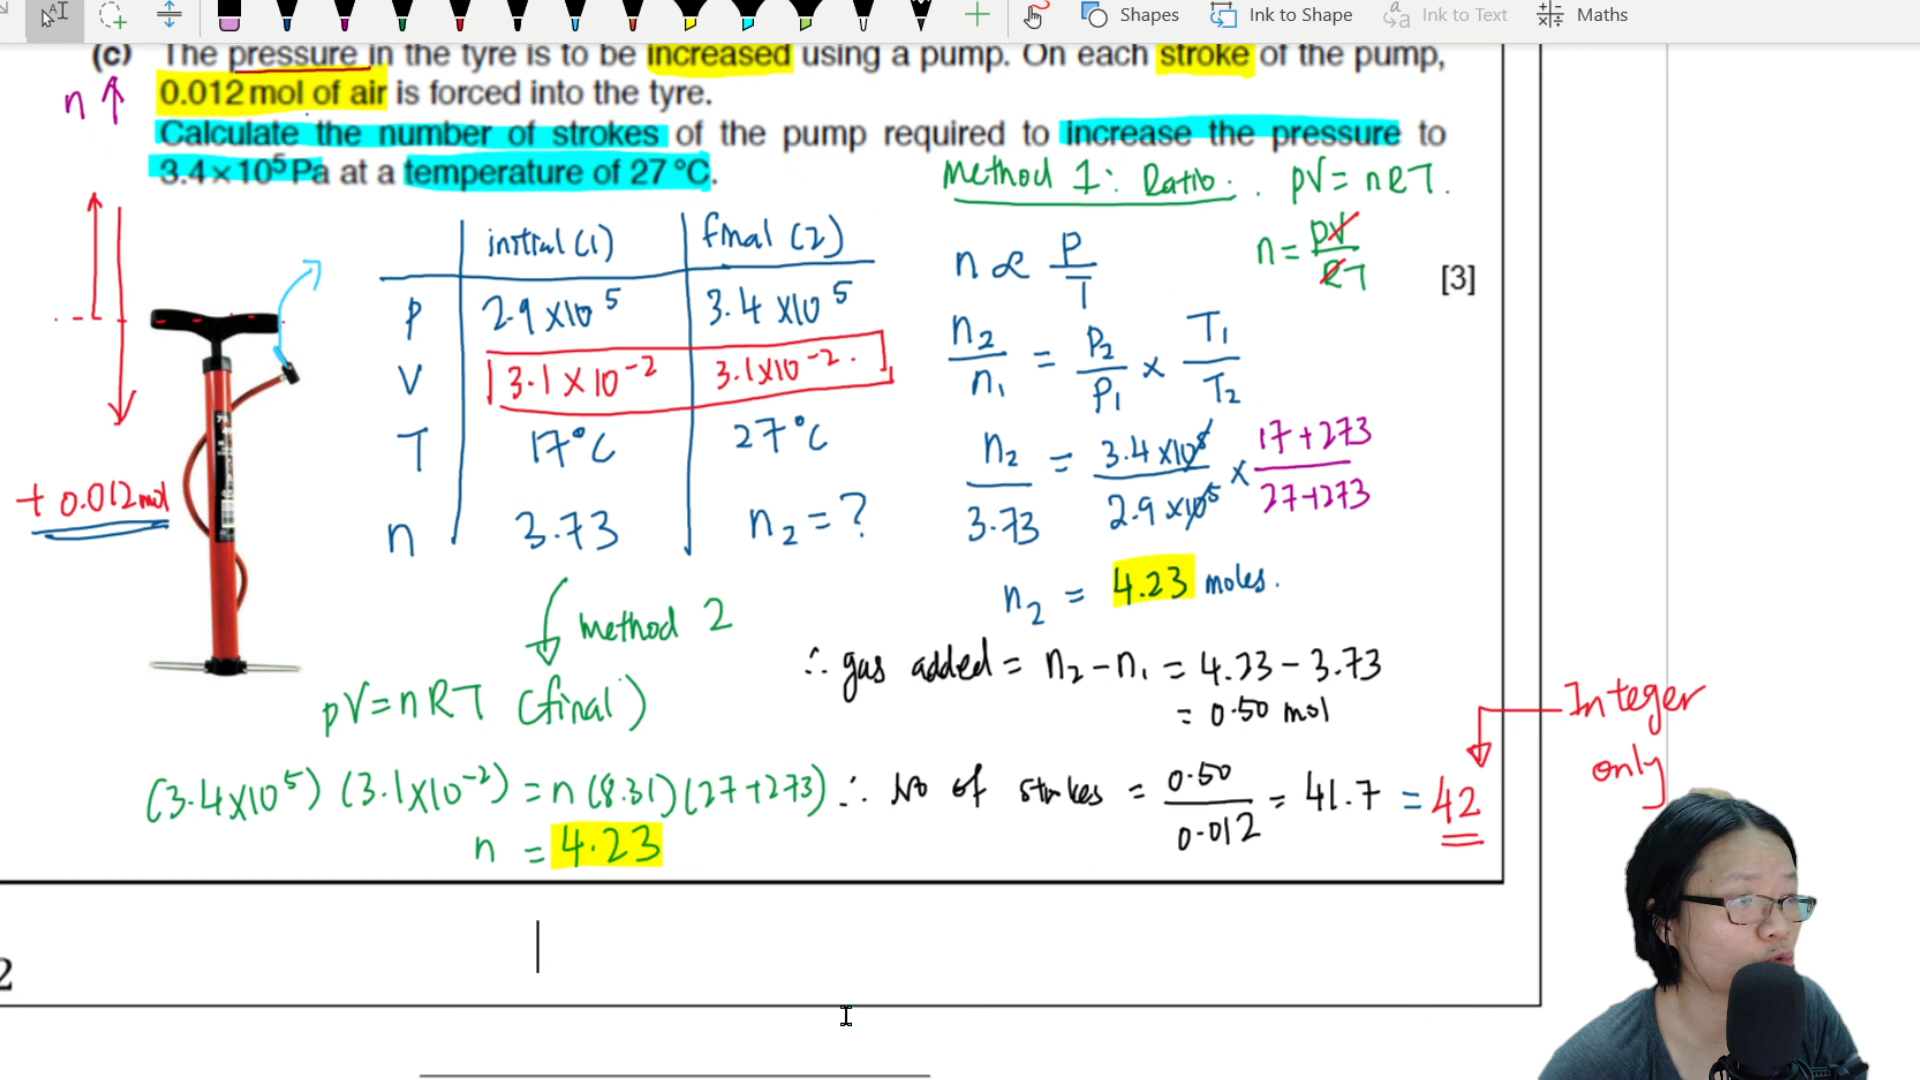 Shapes Ink to Shape Ink to Text Maths
(c) The pressure in the tyre is to be increased using a pump. On each stroke of the pump,
n ↑ 0.012 mol of air is forced into the tyre.
Calculate the number of strokes of the pump required to increase the pressure to
3.4×10⁵ Pa at a temperature of 27 °C.
Method 1: Ratio. pV = nRT.
n = pV/RT
[3]
initial (1) final (2)
P 2.9 x10⁵ 3.4 x10⁵
V 3.1 x 10⁻² 3.1x10⁻².
T 17°C 27°C
n 3.73 n₂ = ?
+ 0.012 mol
n ∝ P/T
n₂/n₁ = P₂/P₁ × T₁/T₂
n₂/3.73 = 3.4 x10⁵/2.9 x10⁵ × 17+273/27+273
n₂ = 4.23 moles.
method 2
pV = nRT (final)
(3.4x10⁵) (3.1x10⁻²) = n (8.31) (27+273)
n = 4.23
∴ gas added = n₂ - n₁ = 4.23 - 3.73
= 0.50 mol
∴ No of strokes = 0.50/0.012 = 41.7 = 42
Integer
only
2